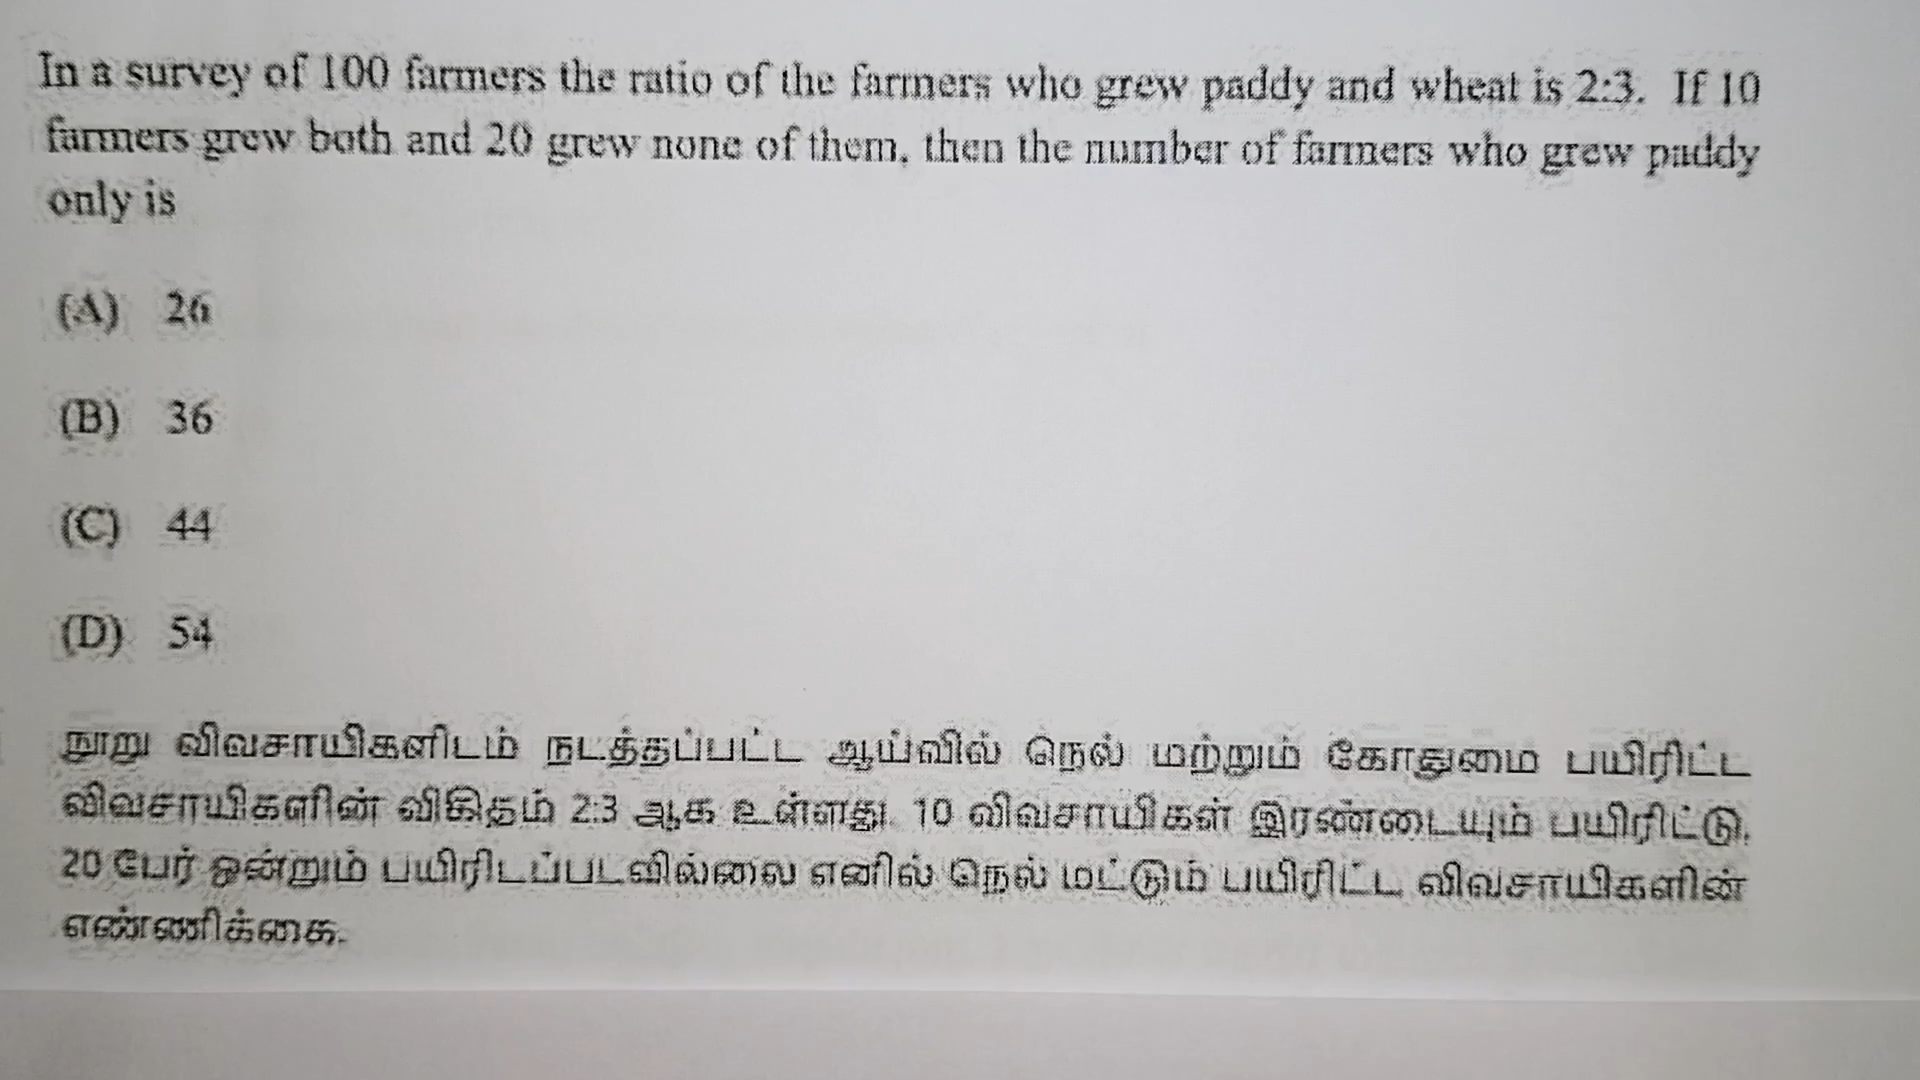 In a survey of 100 farmers the ratio of the farmers who grew paddy and wheat is 2:3. If 10
farmers grew both and 20 grew none of them, then the number of farmers who grew paddy
only is
(A) 26
(B) 36
(C) 44
(D) 54
நூறு விவசாயிகளிடம் நடத்தப்பட்ட ஆய்வில் நெல் மற்றும் கோதுமை பயிரிட்ட
விவசாயிகளின் விகிதம் 2:3 ஆக உள்ளது. 10 விவசாயிகள் இரண்டையும் பயிரிட்டு,
20 பேர் ஒன்றும் பயிரிடப்படவில்லை எனில் நெல் மட்டும் பயிரிட்ட விவசாயிகளின்
எண்ணிக்கை.